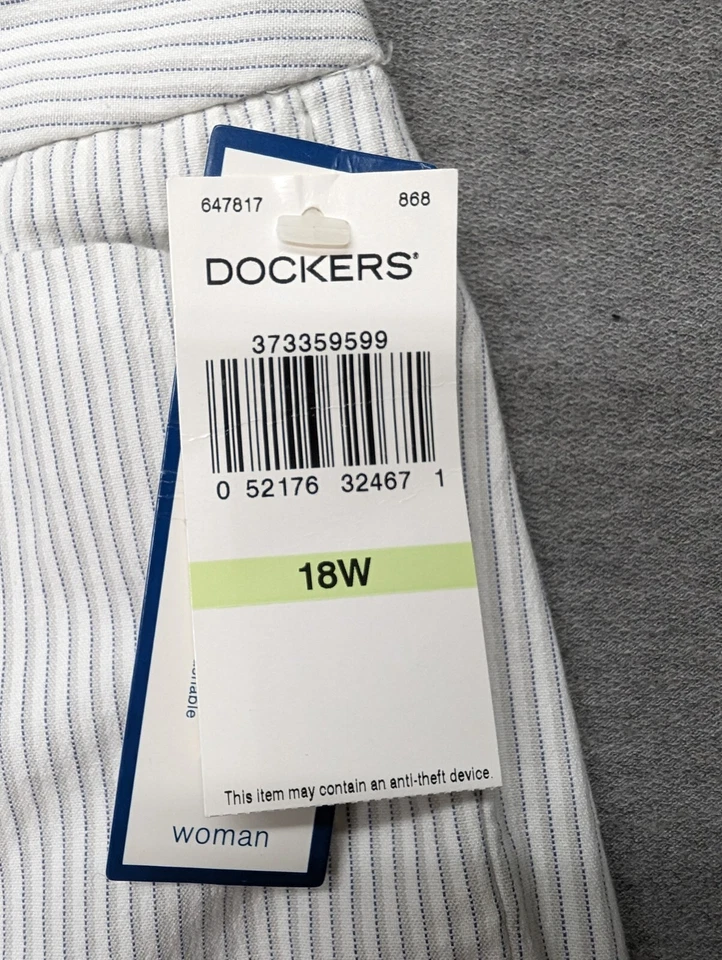 647817 868
DOCKERS®
373359599
0 52176 32467 1
18W
This item may contain an anti-theft device.
woman